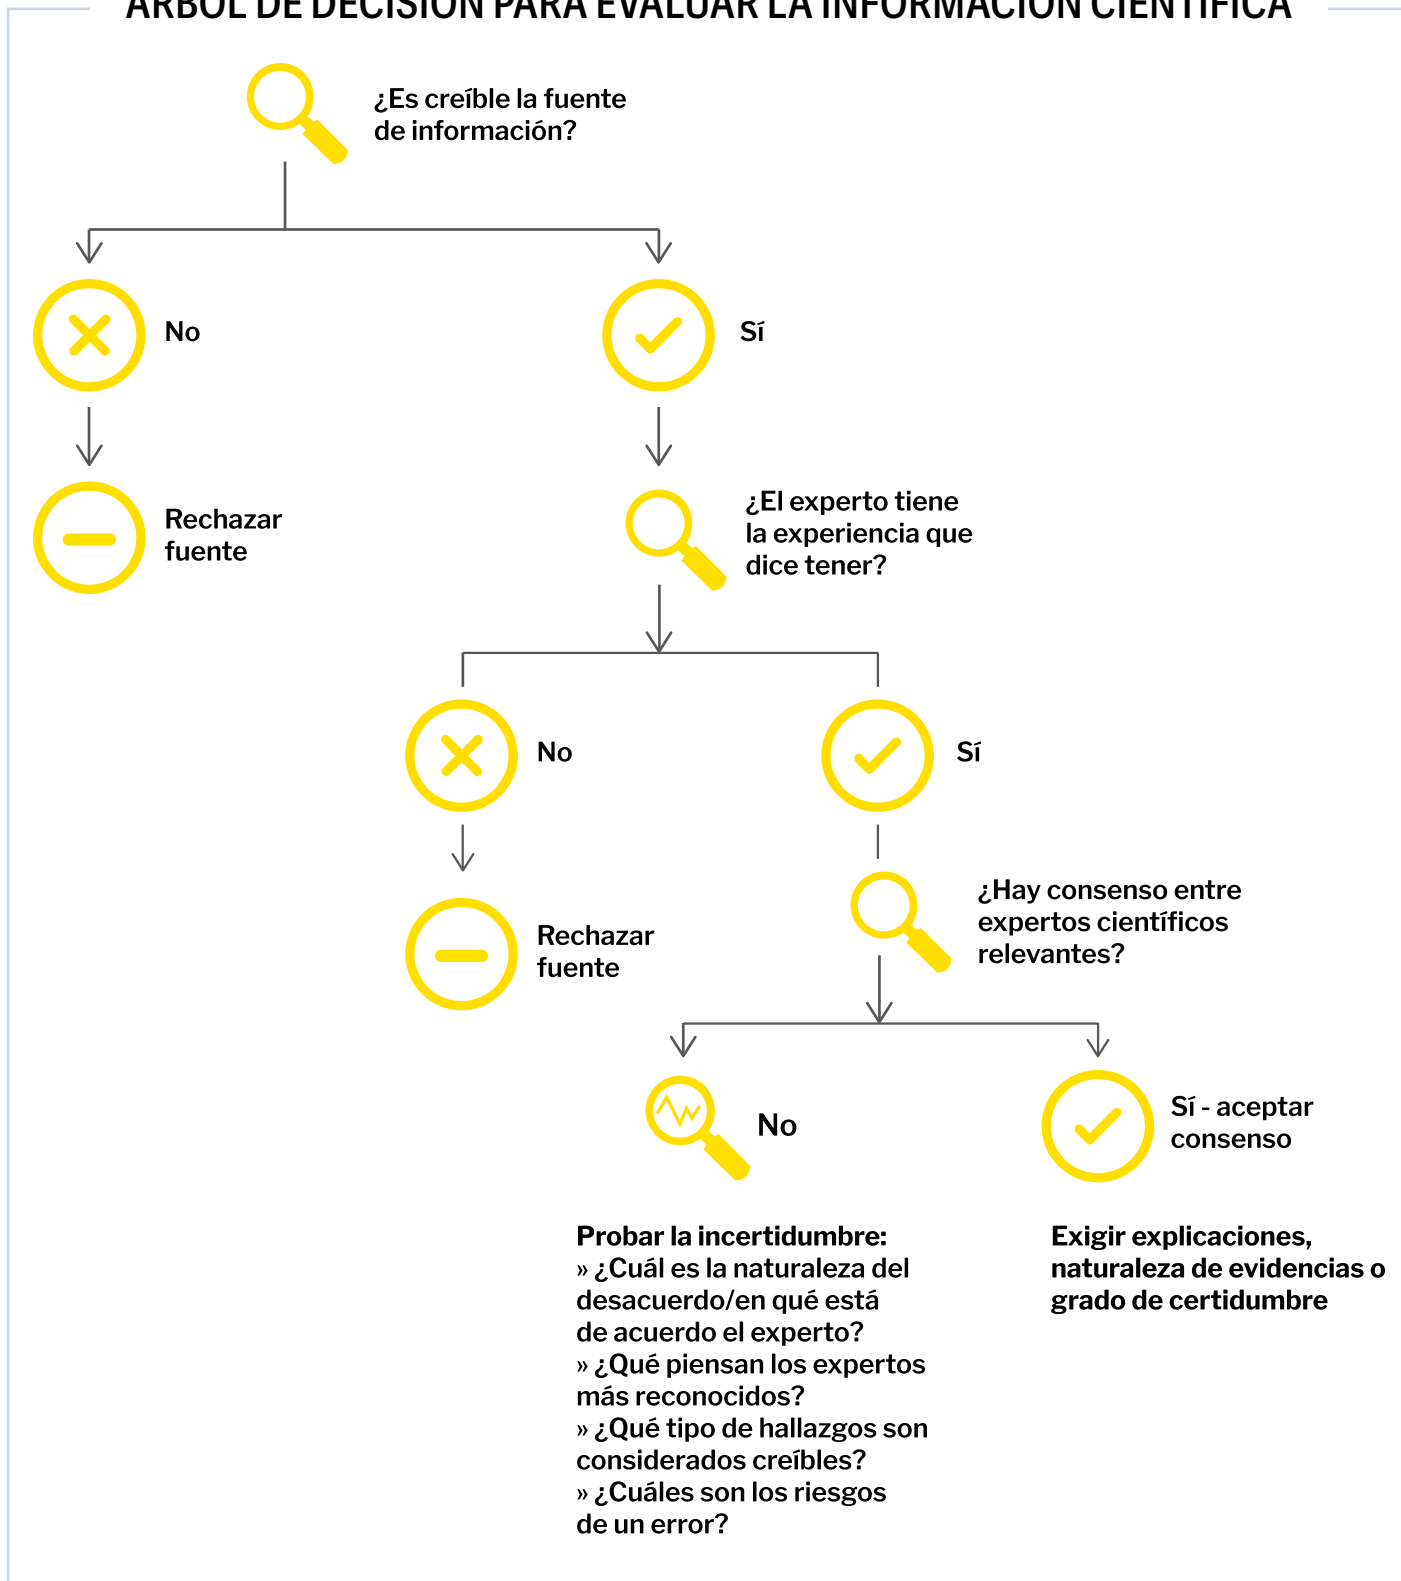 ÁRBOL DE DECISIÓN PARA EVALUAR LA INFORMACIÓN CIENTÍFICA
¿Es creíble la fuente
de información?
No
Sí
Rechazar
fuente
¿El experto tiene
la experiencia que
dice tener?
No
Sí
Rechazar
fuente
¿Hay consenso entre
expertos científicos
relevantes?
No
Sí - aceptar
consenso
Probar la incertidumbre:
» ¿Cuál es la naturaleza del
desacuerdo/en qué está
de acuerdo el experto?
» ¿Qué piensan los expertos
más reconocidos?
» ¿Qué tipo de hallazgos son
considerados creíbles?
» ¿Cuáles son los riesgos
de un error?
Exigir explicaciones,
naturaleza de evidencias o
grado de certidumbre